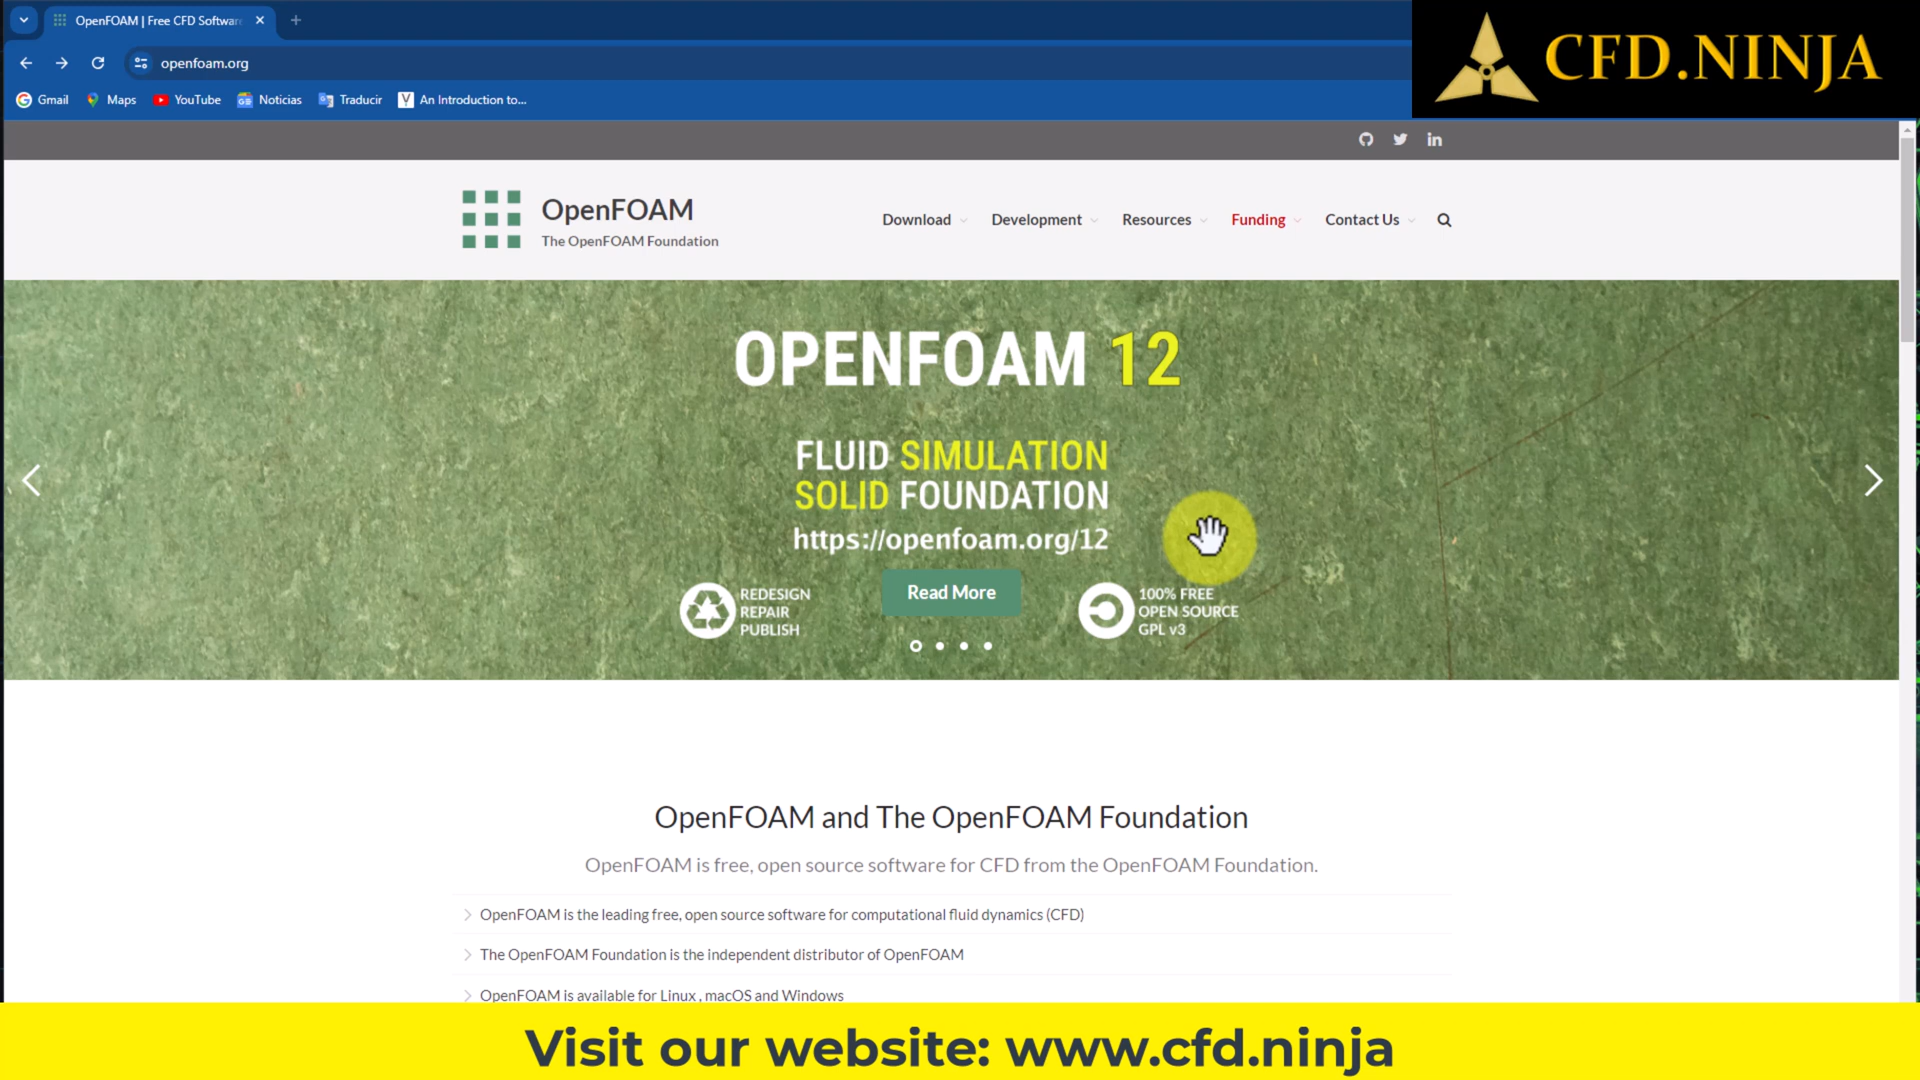 OpenFOAM | Free CFD Software
CFD.NINJA
openfoam.org
Gmail Maps YouTube Noticias Traducir An Introduction to...
OpenFOAM
The OpenFOAM Foundation
Download Development Resources Funding Contact Us
OPENFOAM 12
FLUID SIMULATION
SOLID FOUNDATION
https://openfoam.org/12
REDESIGN
REPAIR
PUBLISH
Read More
100% FREE
OPEN SOURCE
GPL v3
OpenFOAM and The OpenFOAM Foundation
OpenFOAM is free, open source software for CFD from the OpenFOAM Foundation.
OpenFOAM is the leading free, open source software for computational fluid dynamics (CFD)
The OpenFOAM Foundation is the independent distributor of OpenFOAM
OpenFOAM is available for Linux , macOS and Windows
Visit our website: www.cfd.ninja